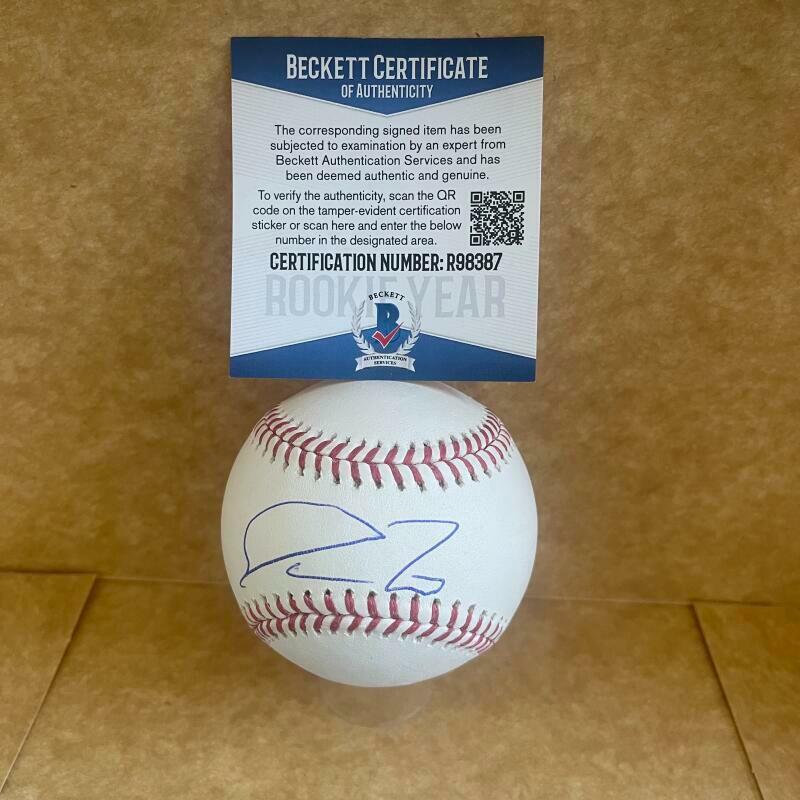 BECKETT CERTIFICATE
OF AUTHENTICITY
The corresponding signed item has been
subjected to examination by an expert from
Beckett Authentication Services and has
been deemed authentic and genuine.
To verify the authenticity, scan the QR
code on the tamper-evident certification
sticker or scan here and enter the below
number in the designated area.
CERTIFICATION NUMBER: R98387
ROOKIE YEAR
BECKETT
B
AUTHENTICATION
SERVICES